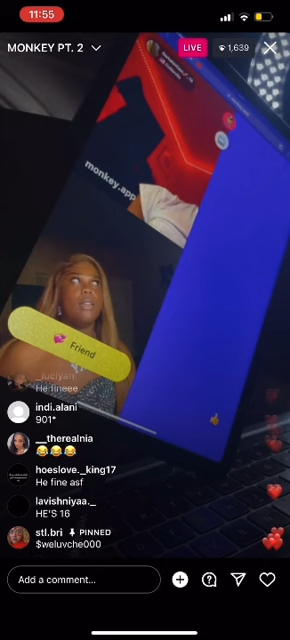 11:55
MONKEY PT. 2
LIVE
1,639
monkey.app
Friend
_luciyah
He fineee
indi.alani
901*
__therealnia
😂😂😂
hoeslove._king17
He fine asf
lavishniyaa._
HE'S 16
stl.bri PINNED
$weluvche000
Add a comment...